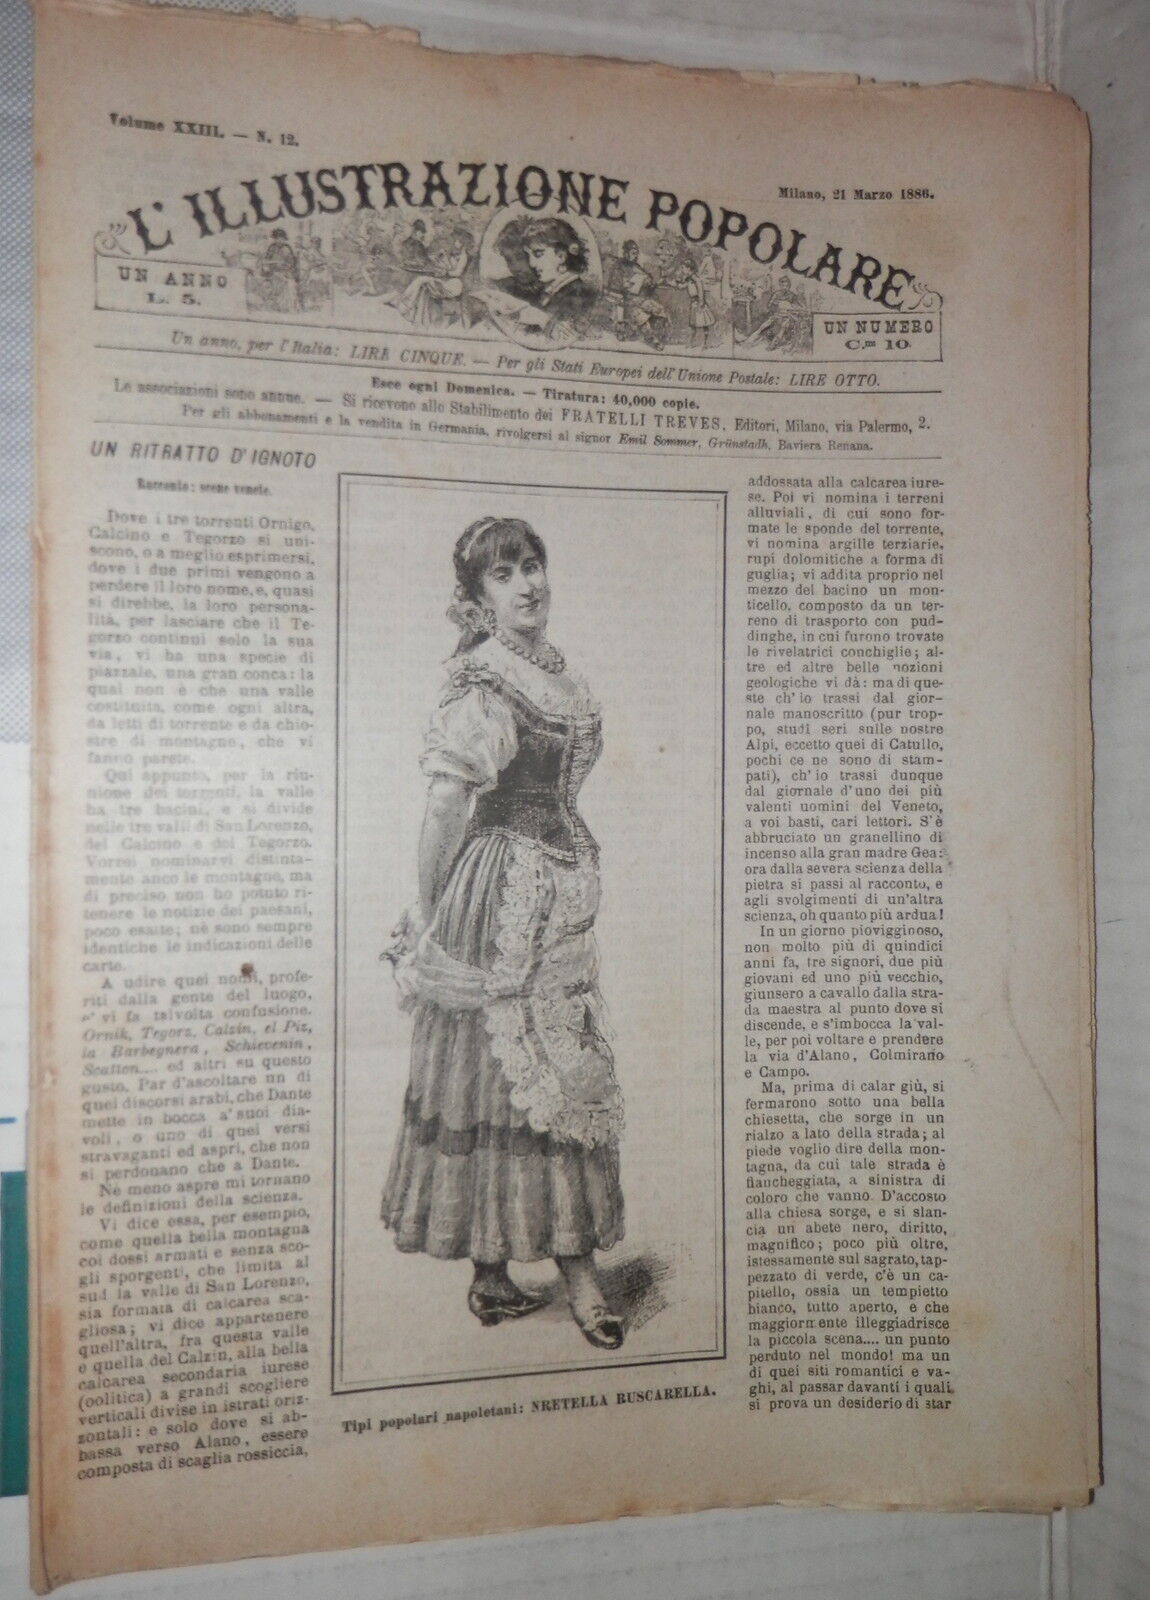 Volume XXIII. — N. 12.
Milano, 21 Marzo 1886.
L'ILLUSTRAZIONE POPOLARE
UN ANNO
L. 5.
UN NUMERO
C.mi 10
Un anno, per l'Italia: LIRE CINQUE. — Per gli Stati Europei dell'Unione Postale: LIRE OTTO.
Esce ogni Domenica. — Tiratura: 40,000 copie.
Le associazioni sono annue. — Si ricevono allo Stabilimento dei FRATELLI TREVES, Editori, Milano, via Palermo, 2.
Per gli abbonamenti e la vendita in Germania, rivolgersi al signor Emil Sommer, Grünstadh, Baviera Renana.
UN RITRATTO D'IGNOTO
Racconto: scene venete.
Dove i tre torrenti Ornigo,
Calcino e Tegorzo si uni-
scono, o a meglio esprimersi,
dove i due primi vengono a
perdere il loro nome, e, quasi
si direbbe, la loro persona-
lità, per lasciare che il Te-
gorzo continui solo la sua
via, vi ha una specie di
piazzale, una gran conca: la
quai non è che una valle
costituita, come ogni altra,
da letti di torrente e da chio-
stre di montagne, che vi
fanno parete.
Qui appunto, per la riu-
nione dei torrenti, la valle
ha tre bacini, e si divide
nelle tre valli di San Lorenzo,
del Calcino e del Tegorzo.
Vorrei nominarvi distinta-
mente anco le montagne, ma
di preciso non ho potuto ri-
tenere le notizie dei paesani,
poco esatte; nè sono sempre
identiche le indicazioni delle
carte.
A udire quei nomi, profe-
riti dalla gente del luogo,
vi fa talvolta confusione.
Ornik, Tegorz, Calzin, el Piz,
la Barbegnera, Schievenin,
Scatton.... ed altri su questo
gusto. Par d'ascoltare un di
quei discorsi arabi, che Dante
mette in bocca a' suoi dia-
voli, o uno di quei versi
stravaganti ed aspri, che non
si perdonano che a Dante.
Nè meno aspre mi tornano
le definizioni della scienza.
Vi dice essa, per esempio,
come quella bella montagna
coi dossi armati e senza sco-
gli sporgenti, che limita al
sud la valle di San Lorenzo,
sia formata di calcarea sca-
gliosa; vi dice appartenere
quell'altra, fra questa valle
e quella del Calzin, alla bella
calcarea secondaria iurese
(oolitica) a grandi scogliere
verticali divise in istrati oriz-
zontali: e solo dove si ab-
bassa verso Alano, essere
composta di scaglia rossiccia,
Tipi popolari napoletani: NRETELLA RUSCARELLA.
addossata alla calcarea iure-
se. Poi vi nomina i terreni
alluviali, di cui sono for-
mate le sponde del torrente,
vi nomina argille terziarie,
rupi dolomitiche a forma di
guglia; vi addita proprio nel
mezzo del bacino un mon-
ticello, composto da un ter-
reno di trasporto con pud-
dinghe, in cui furono trovate
le rivelatrici conchiglie; al-
tre ed altre belle nozioni
geologiche vi dà: ma di que-
ste ch'io trassi dal gior-
nale manoscritto (pur trop-
po, studi seri sulle nostre
Alpi, eccetto quei di Catullo,
pochi ce ne sono di stam-
pati), ch'io trassi dunque
dal giornale d'uno dei più
valenti uomini del Veneto,
a voi basti, cari lettori. S'è
abbruciato un granellino di
incenso alla gran madre Gea:
ora dalla severa scienza della
pietra si passi al racconto, e
agli svolgimenti di un'altra
scienza, oh quanto più ardua!
In un giorno piovigginoso,
non molto più di quindici
anni fa, tre signori, due più
giovani ed uno più vecchio,
giunsero a cavallo dalla stra-
da maestra al punto dove si
discende, e s'imbocca la val-
le, per poi voltare e prendere
la via d'Alano, Colmirano
e Campo.
Ma, prima di calar giù, si
fermarono sotto una bella
chiesetta, che sorge in un
rialzo a lato della strada; al
piede voglio dire della mon-
tagna, da cui tale strada è
fiancheggiata, a sinistra di
coloro che vanno. D'accosto
alla chiesa sorge, e si slan-
cia un abete nero, diritto,
magnifico; poco più oltre,
istessamente sul sagrato, tap-
pezzato di verde, c'è un ca-
pitello, ossia un tempietto
bianco, tutto aperto, e che
maggiormente illeggiadrisce
la piccola scena.... un punto
perduto nel mondo! ma un
di quei siti romantici e va-
ghi, al passar davanti i quali
si prova un desiderio di star